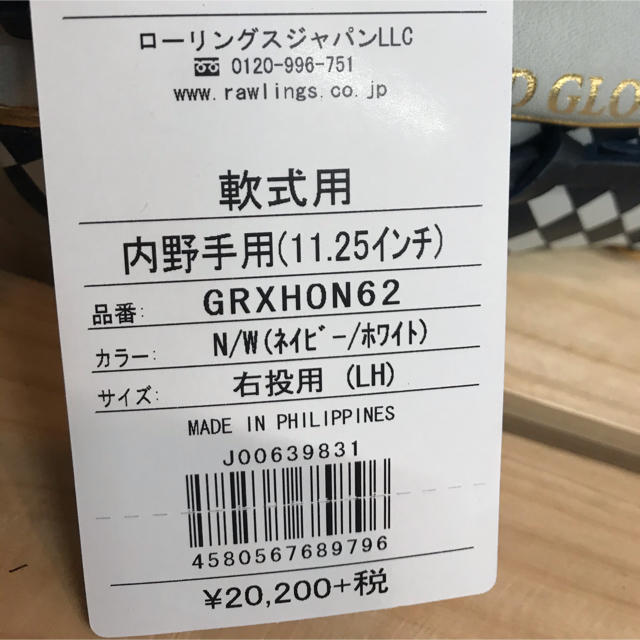 ローリングスジャパンLLC
0120-996-751
www.rawlings.co.jp
軟式用
内野手用(11.25インチ)
品番: GRXHON62
カラー: N/W(ﾈｲﾋﾞｰ/ﾎﾜｲﾄ)
サイズ: 右投用 (LH)
MADE IN PHILIPPINES
J00639831
4580567689796
¥20,200+税
D GLO